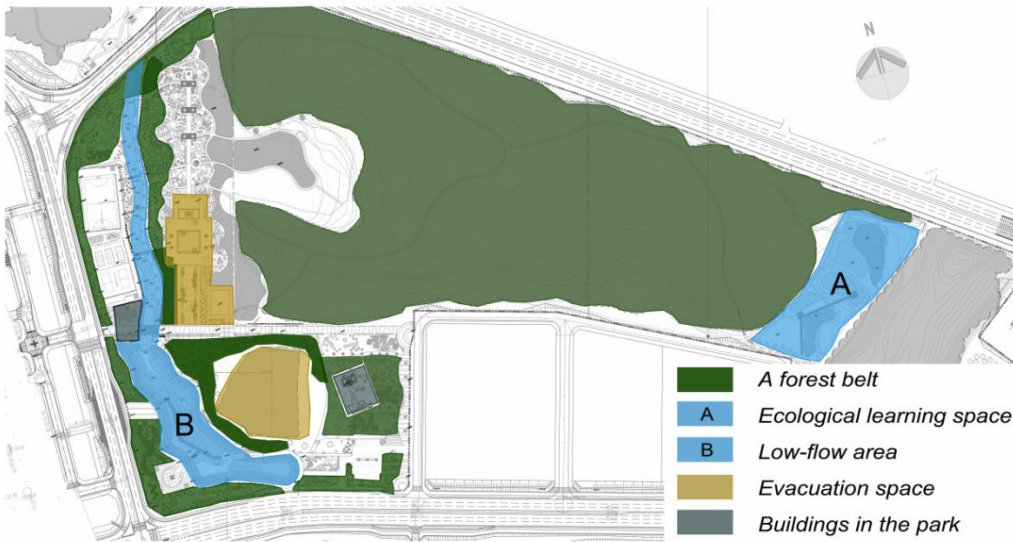 N
A
B
A forest belt
A Ecological learning space
B Low-flow area
Evacuation space
Buildings in the park